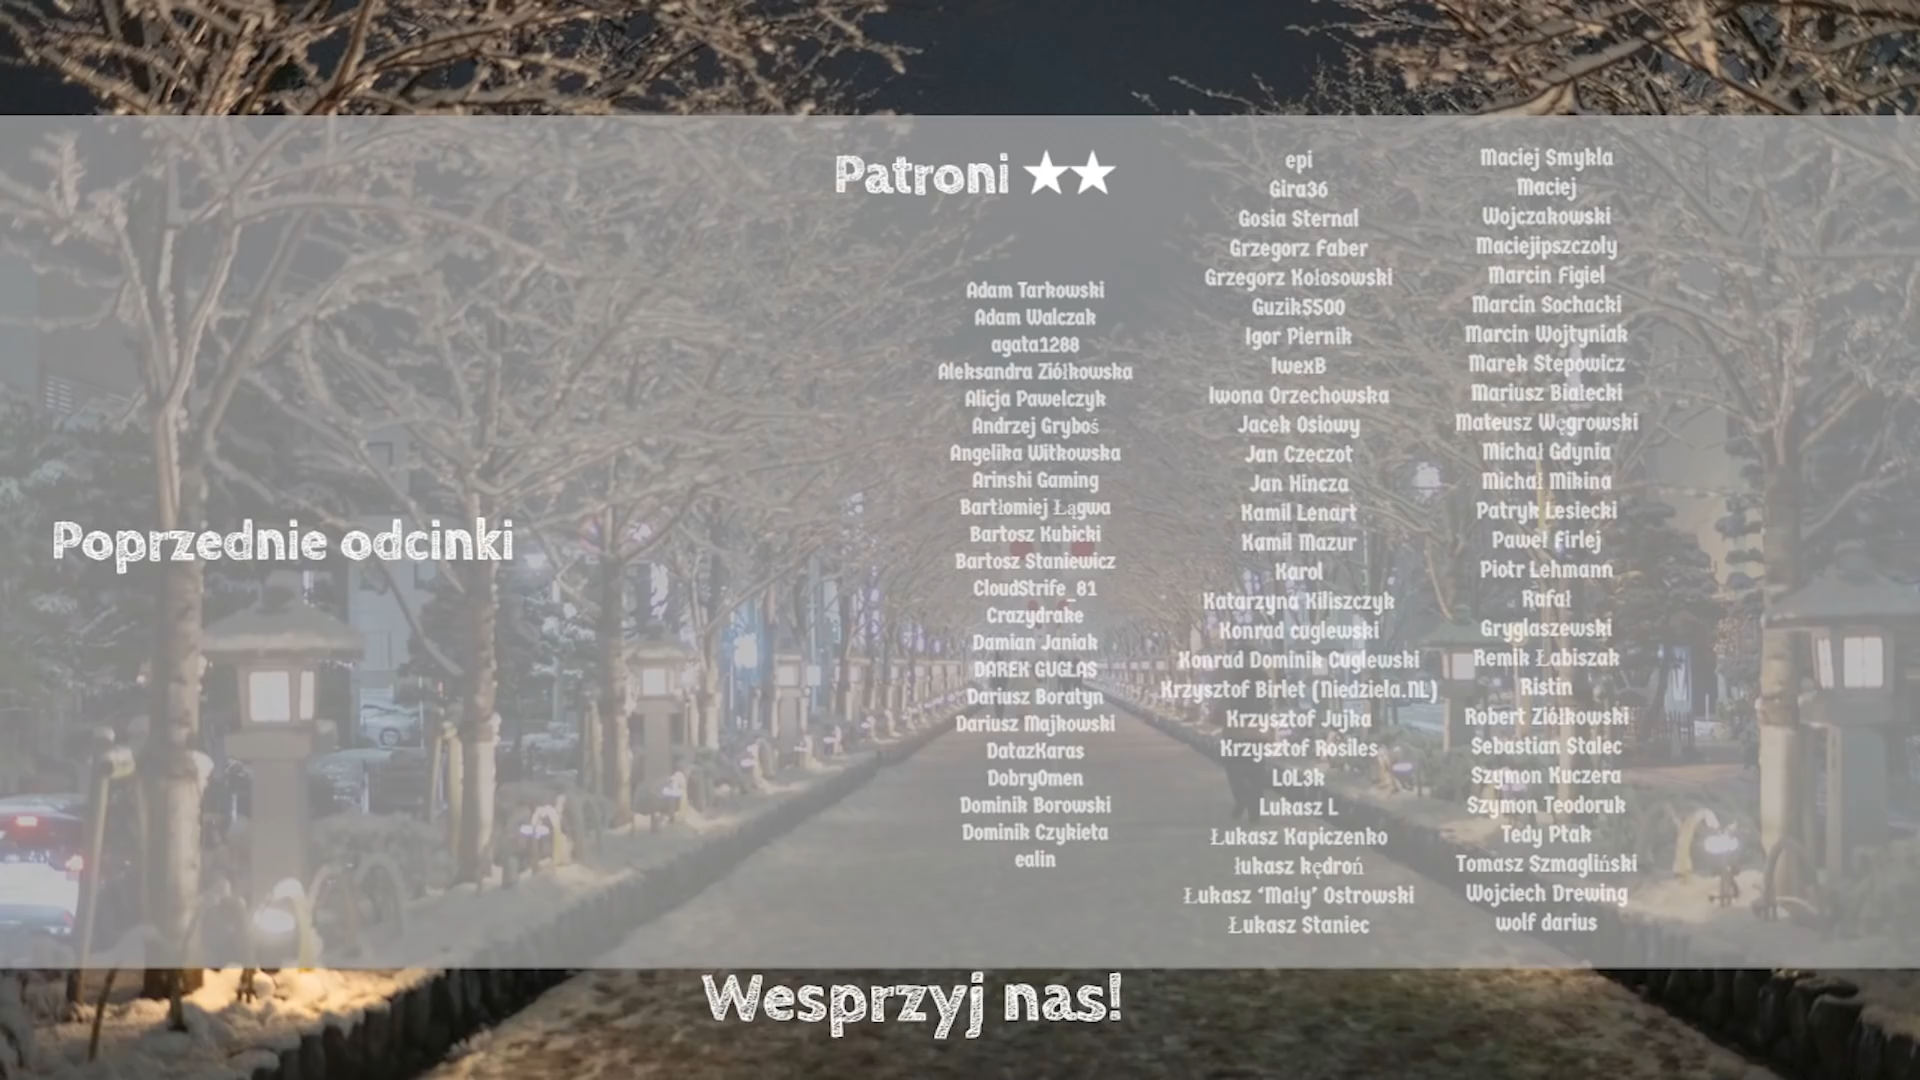 Patroni ★★
Adam Tarkowski
Adam Walczak
agata1288
Aleksandra Ziółkowska
Alicja Pawelczyk
Andrzej Gryboś
Angelika Witkowska
Arinshi Gaming
Bartłomiej Łągwa
Bartosz Kubicki
Bartosz Staniewicz
CloudStrife_81
Crazydrake
Damian Janiak
DAREK GUGLAS
Dariusz Boratyn
Dariusz Majkowski
DatazKaras
DobryOmen
Dominik Borowski
Dominik Czykieta
ealin
epi
Gira36
Gosia Sternal
Grzegorz Faber
Grzegorz Kołosowski
Guzik5500
Igor Piernik
IwexB
Iwona Orzechowska
Jacek Osiowy
Jan Czeczot
Jan Hincza
Kamil Lenart
Kamil Mazur
Karol
Katarzyna Kiliszczyk
Konrad cuglewski
Konrad Dominik Cuglewski
Krzysztof Birlet (Niedziela.NL)
Krzysztof Jujka
Krzysztof Rosiles
LOL3k
Lukasz L
Łukasz Kapiczenko
łukasz kędroń
Łukasz ‘Mały’ Ostrowski
Łukasz Staniec
Maciej Smykla
Maciej
Wojczakowski
Maciejipszczoly
Marcin Figiel
Marcin Sochacki
Marcin Wojtyniak
Marek Stepowicz
Mariusz Białecki
Mateusz Węgrowski
Michał Gdynia
Michał Mikina
Patryk Lesiecki
Paweł Firlej
Piotr Lehmann
Rafał
Gryglaszewski
Remik Łabiszak
Ristin
Robert Ziółkowski
Sebastian Stalec
Szymon Kuczera
Szymon Teodoruk
Tedy Ptak
Tomasz Szmagliński
Wojciech Drewing
wolf darius
Poprzednie odcinki
Wesprzyj nas!